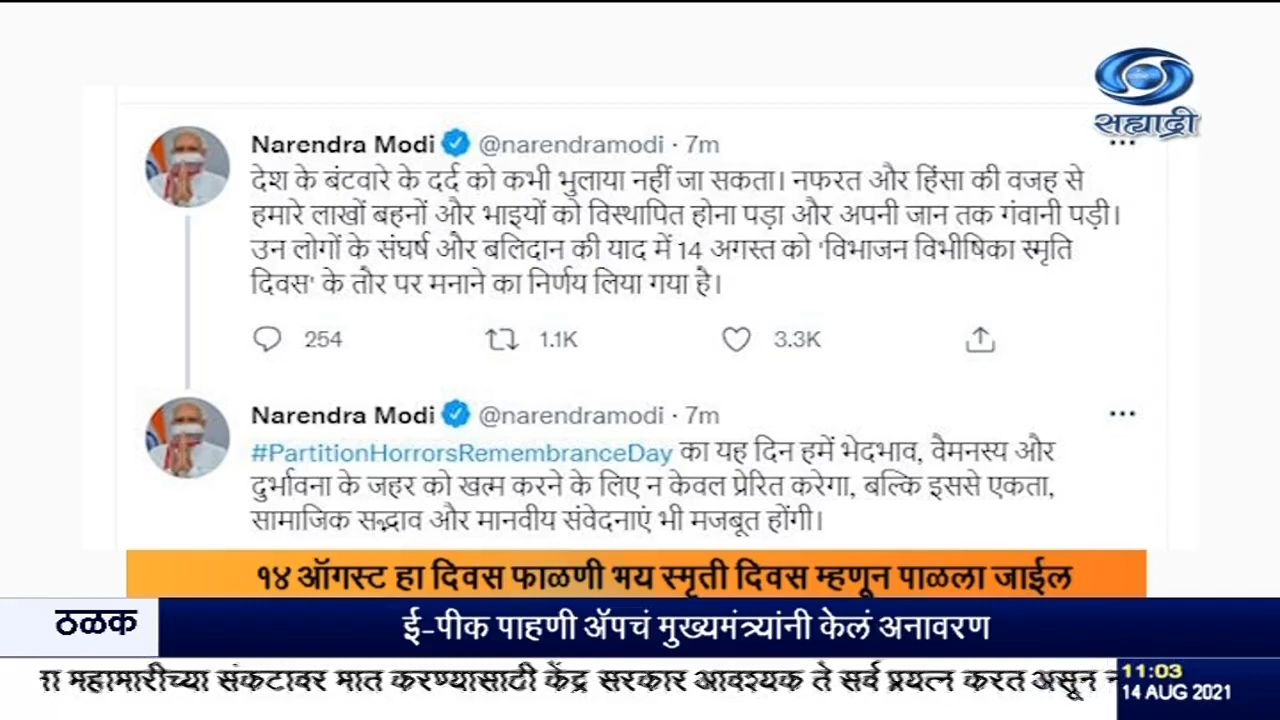 सह्याद्री
Narendra Modi @narendramodi · 7m
देश के बंटवारे के दर्द को कभी भुलाया नहीं जा सकता। नफरत और हिंसा की वजह से
हमारे लाखों बहनों और भाइयों को विस्थापित होना पड़ा और अपनी जान तक गंवानी पड़ी।
उन लोगों के संघर्ष और बलिदान की याद में 14 अगस्त को 'विभाजन विभीषिका स्मृति
दिवस' के तौर पर मनाने का निर्णय लिया गया है।
254 1.1K 3.3K
Narendra Modi @narendramodi · 7m
#PartitionHorrorsRemembranceDay का यह दिन हमें भेदभाव, वैमनस्य और
दुर्भावना के जहर को खत्म करने के लिए न केवल प्रेरित करेगा, बल्कि इससे एकता,
सामाजिक सद्भाव और मानवीय संवेदनाएं भी मजबूत होंगी।
१४ ऑगस्ट हा दिवस फाळणी भय स्मृती दिवस म्हणून पाळला जाईल
ठळक
ई-पीक पाहणी ॲपचं मुख्यमंत्र्यांनी केलं अनावरण
महामारीच्या संकटावर मात करण्यासाठी केंद्र सरकार आवश्यक ते सर्व प्रयत्न करत असून
11:03
14 AUG 2021